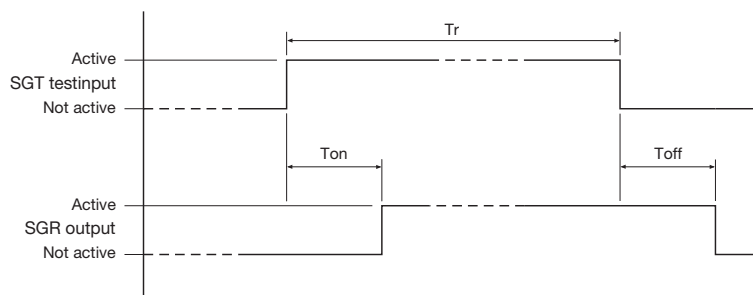 Tr
Active
SGT testinput
Not active
Ton
Toff
Active
SGR output
Not active